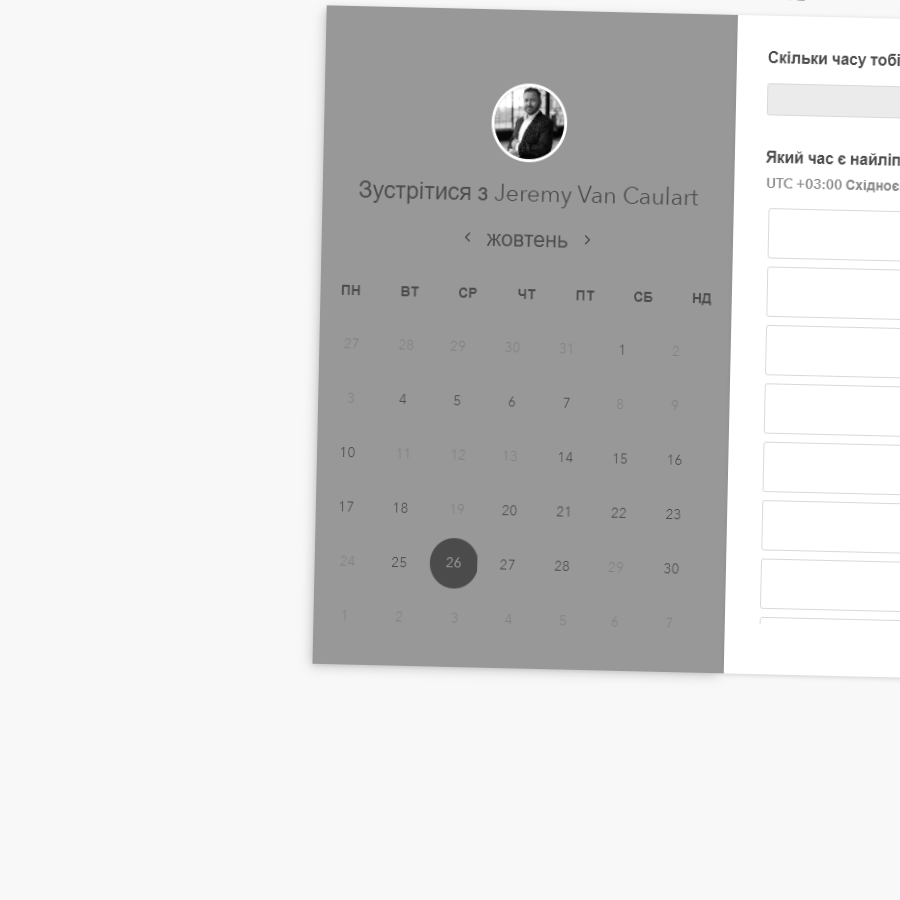 Зустрітися з Jeremy Van Caulart
жовтень
ПН ВТ СР ЧТ ПТ СБ НД
27 28 29 30 31 1 2
3 4 5 6 7 8 9
10 11 12 13 14 15 16
17 18 19 20 21 22 23
24 25 26 27 28 29 30
1 2 3 4 5 6 7
Скільки часу тобі
Який час є найліп
UTC +03:00 Східноє